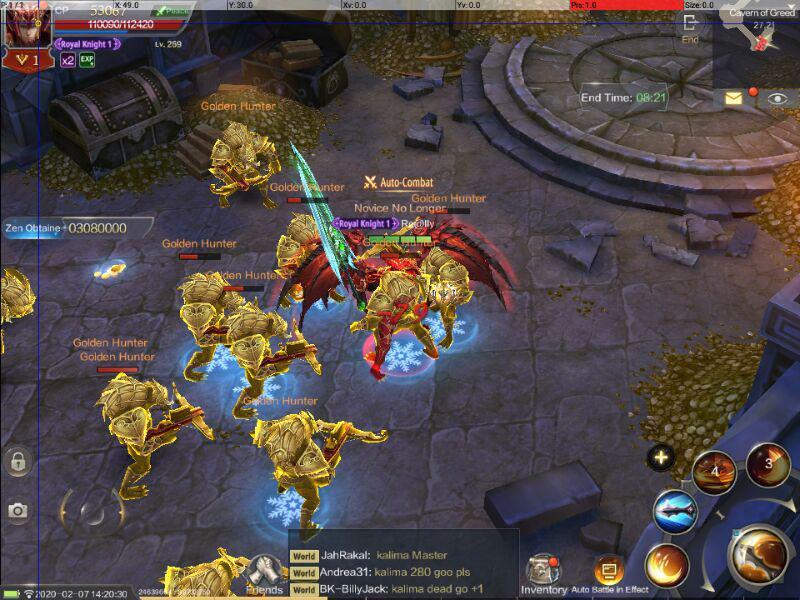 P: 1 / 1 X: 49.0 Y: 30.0 Xv: 0.0 Yv: 0.0 Prs: 1.0 Size: 0.0
CP 53087
Peace
110090/112420
Royal Knight 1
Lv. 289
V 1
x2 EXP
End
Cavern of Greed
End Time: 08:21
Golden Hunter
Golden Hunter
Auto-Combat
Golden Hunter
Novice No Longer
Royal Knight 1
Zen Obtaine 03080000
Golden Hunter
Golden Hunter
Golden Hunter
Golden Hunter
Golden Hunter
4
3
World JahRakal: kalima Master
World Andrea31: kalima 280 goo pls
World BK-BillyJack: kalima dead go +1
Friends
Inventory
Auto Battle in Effect
2020-02-07 14:20:30